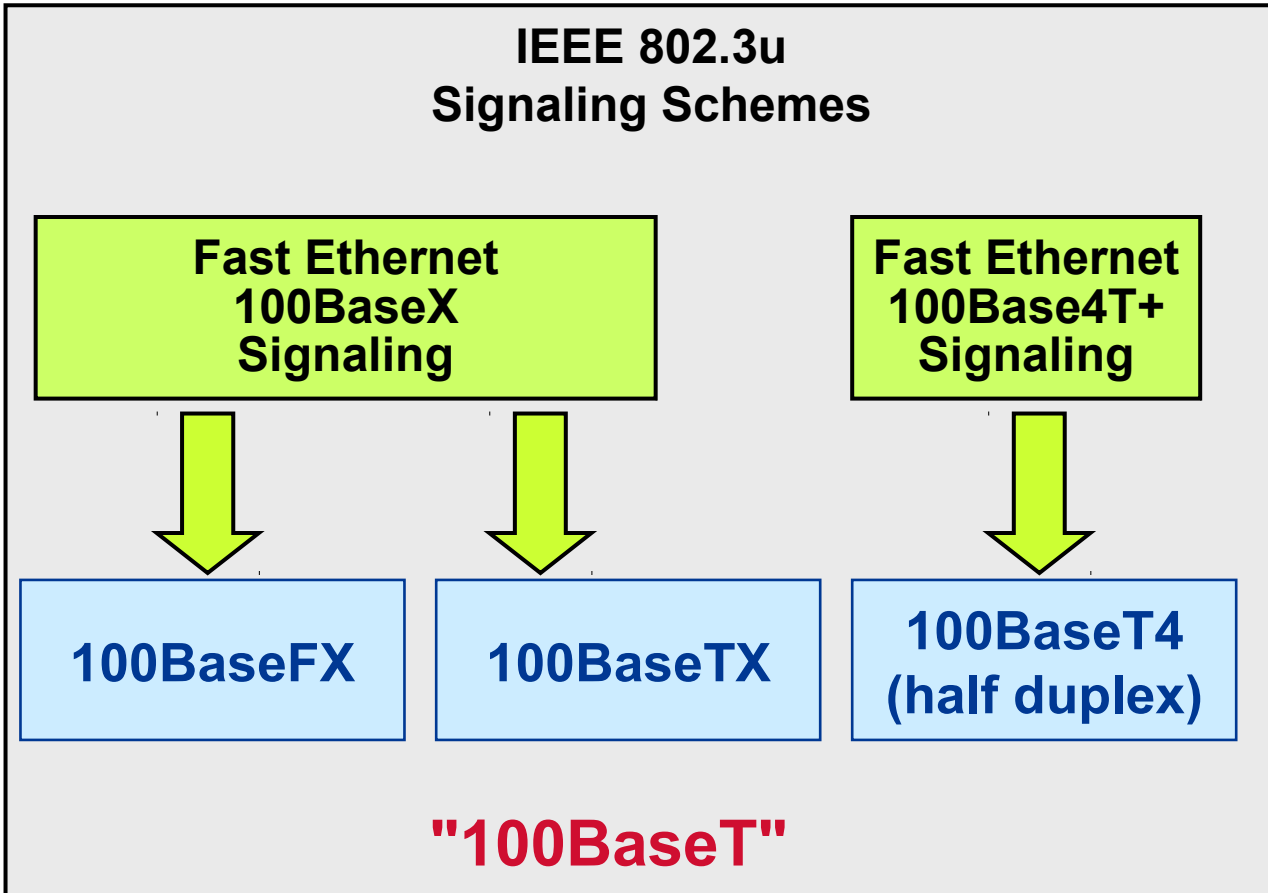 IEEE 802.3u
Signaling Schemes
Fast Ethernet
100BaseX
Signaling
Fast Ethernet
100Base4T+
Signaling
100BaseFX
100BaseTX
100BaseT4
(half duplex)
"100BaseT"